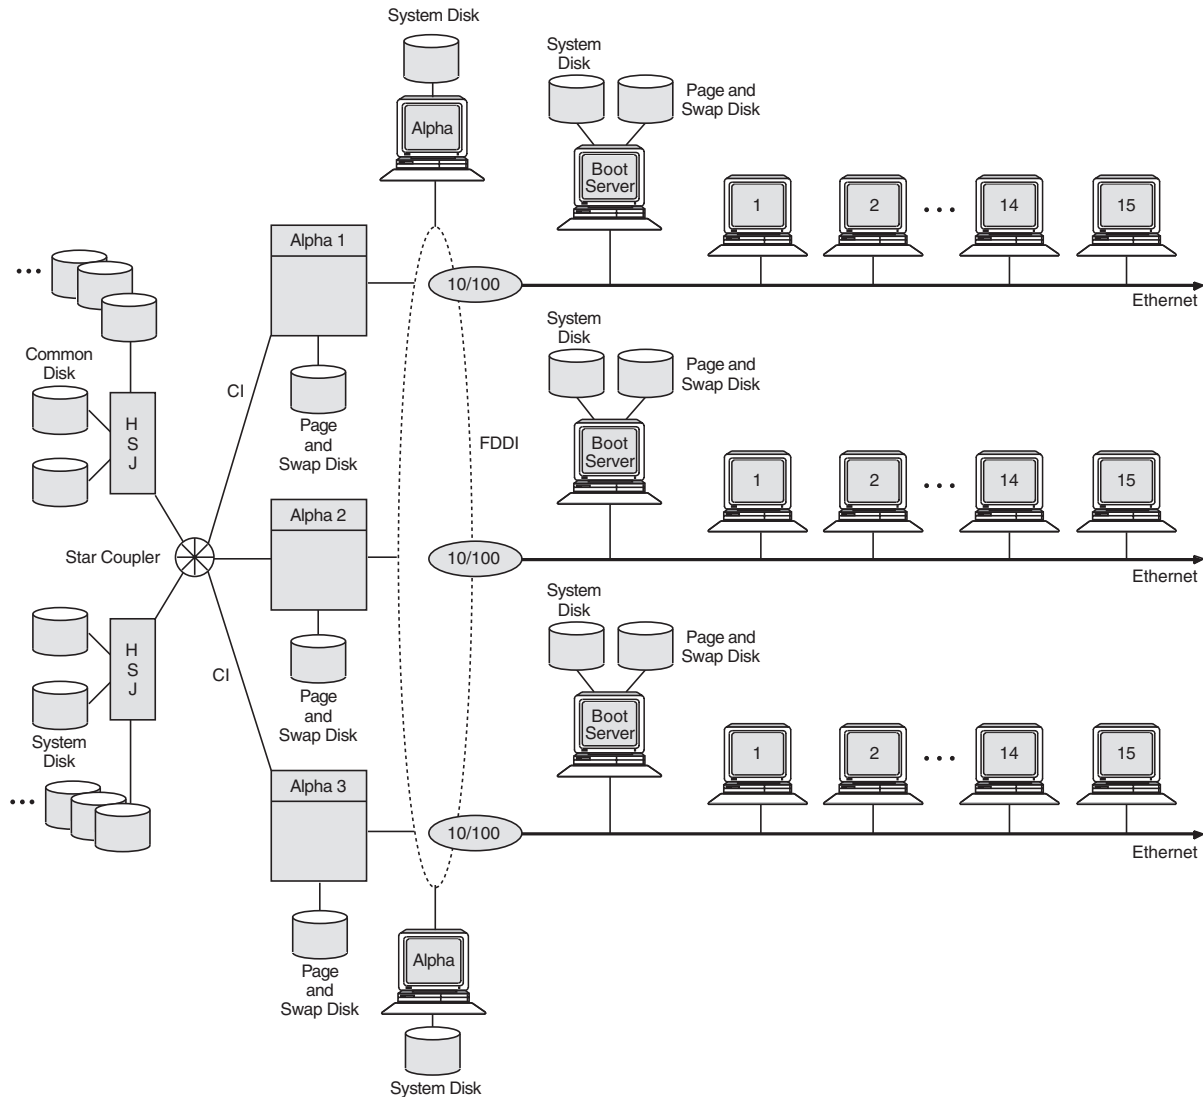 System Disk
Alpha
System
Disk
Page and
Swap Disk
Boot
Server
1
2
• • •
14
15
Alpha 1
10/100
Ethernet
• • •
Common
Disk
H
S
J
CI
Page
and
Swap Disk
FDDI
System
Disk
Page and
Swap Disk
Boot
Server
1
2
• • •
14
15
Alpha 2
Star Coupler
10/100
Ethernet
System
Disk
Page and
Swap Disk
H
S
J
CI
Page
and
Swap Disk
System
Disk
Boot
Server
1
2
• • •
14
15
Alpha 3
• • •
10/100
Ethernet
Page
and
Swap Disk
Alpha
System Disk